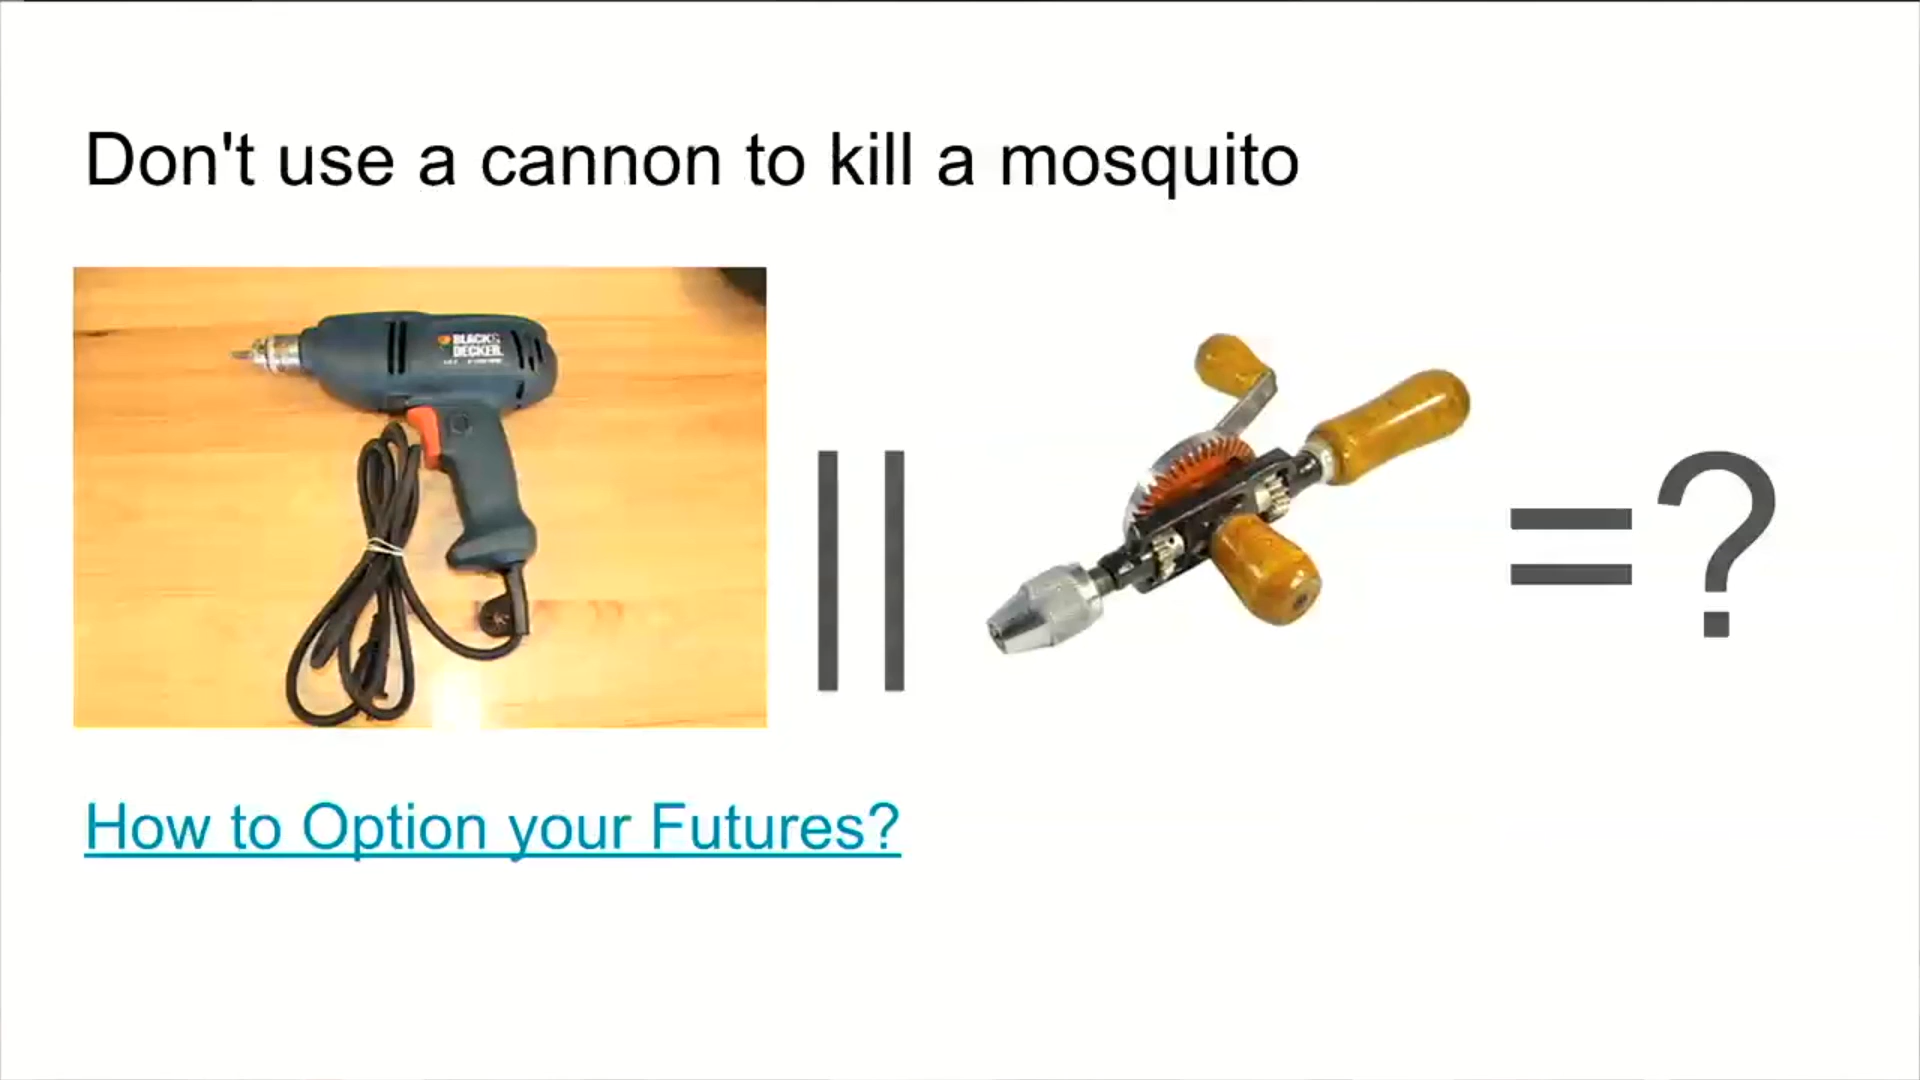 Don't use a cannon to kill a mosquito
BLACK&
DECKER
||
=?
How to Option your Futures?